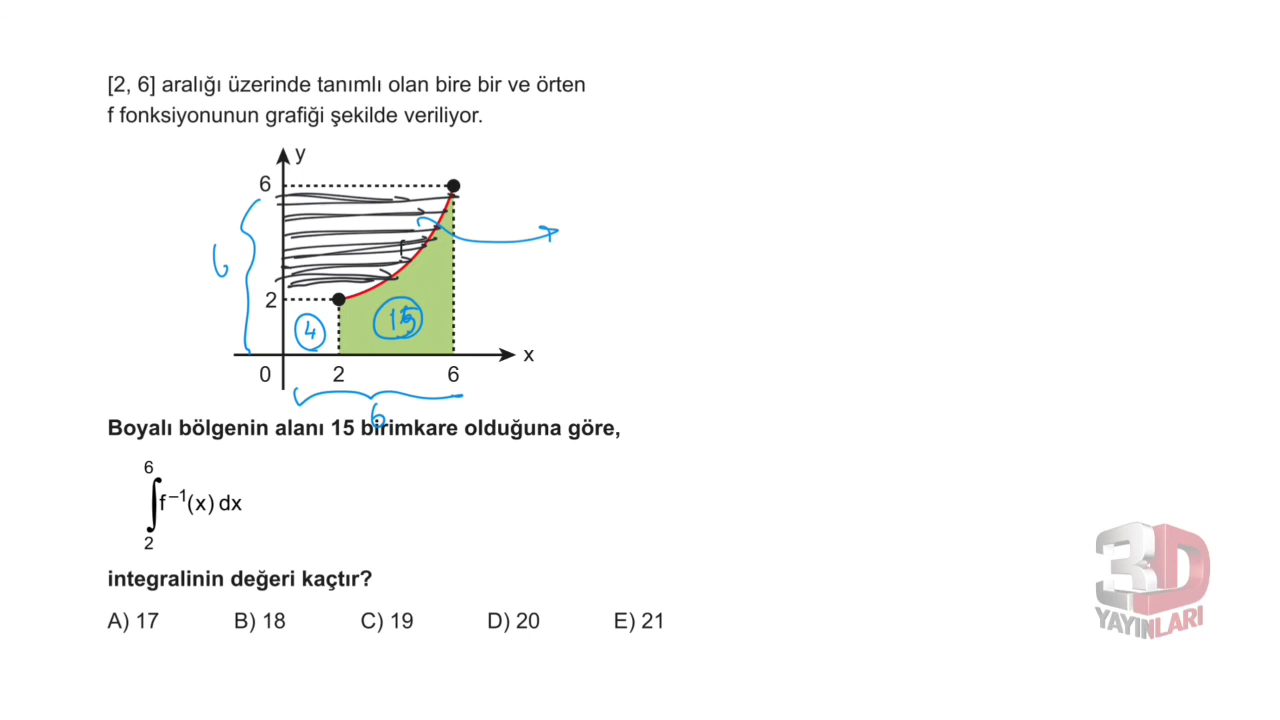 [2, 6] aralığı üzerinde tanımlı olan bire bir ve örten
f fonksiyonunun grafiği şekilde veriliyor.
y
6
6
f
2
4
15
0
2
6
x
6
Boyalı bölgenin alanı 15 birimkare olduğuna göre,
6
∫f⁻¹(x) dx
2
integralinin değeri kaçtır?
A) 17 B) 18 C) 19 D) 20 E) 21
3D
YAYINLARI